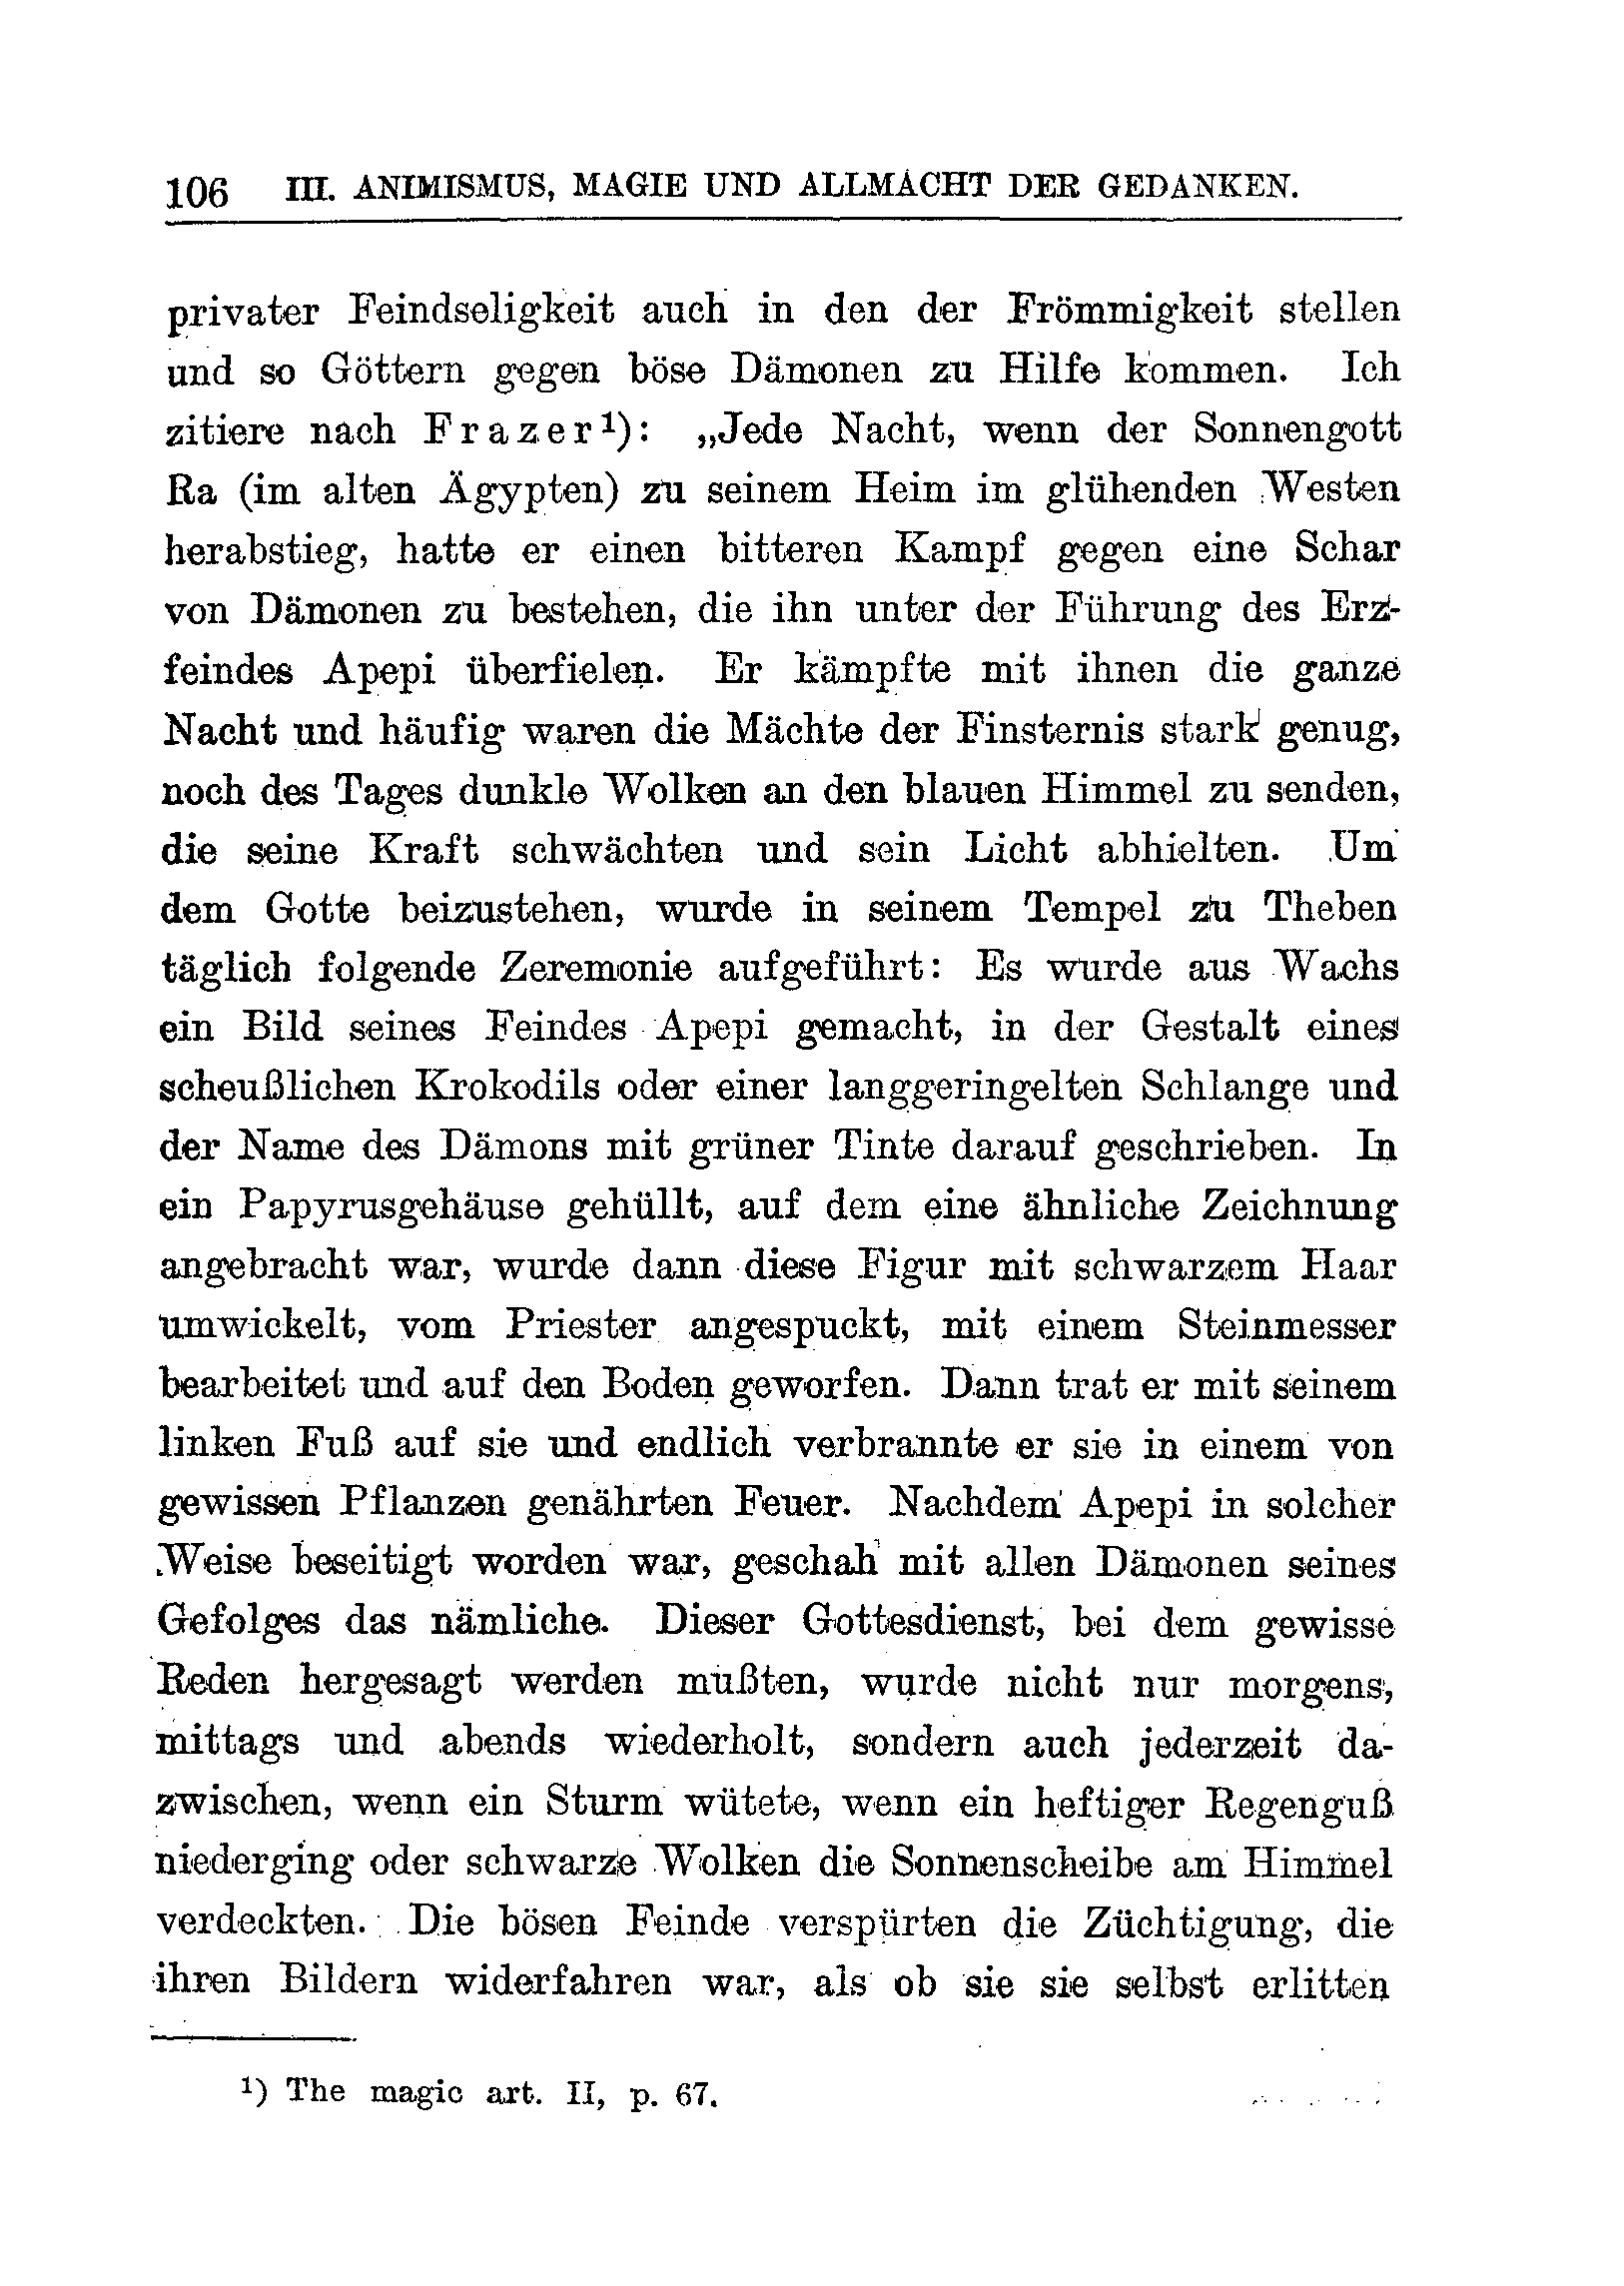 106 III. ANIMISMUS, MAGIE UND ALLMACHT DER GEDANKEN.
privater Feindseligkeit auch in den der Frömmigkeit stellen
und so Göttern gegen böse Dämonen zu Hilfe kommen. Ich
zitiere nach Frazer¹): „Jede Nacht, wenn der Sonnengott
Ra (im alten Ägypten) zu seinem Heim im glühenden Westen
herabstieg, hatte er einen bitteren Kampf gegen eine Schar
von Dämonen zu bestehen, die ihn unter der Führung des Erz-
feindes Apepi überfielen. Er kämpfte mit ihnen die ganze
Nacht und häufig waren die Mächte der Finsternis stark genug,
noch des Tages dunkle Wolken an den blauen Himmel zu senden,
die seine Kraft schwächten und sein Licht abhielten. Um
dem Gotte beizustehen, wurde in seinem Tempel zu Theben
täglich folgende Zeremonie aufgeführt: Es wurde aus Wachs
ein Bild seines Feindes Apepi gemacht, in der Gestalt eines
scheußlichen Krokodils oder einer langgeringelten Schlange und
der Name des Dämons mit grüner Tinte darauf geschrieben. In
ein Papyrusgehäuse gehüllt, auf dem eine ähnliche Zeichnung
angebracht war, wurde dann diese Figur mit schwarzem Haar
umwickelt, vom Priester angespuckt, mit einem Steinmesser
bearbeitet und auf den Boden geworfen. Dann trat er mit seinem
linken Fuß auf sie und endlich verbrannte er sie in einem von
gewissen Pflanzen genährten Feuer. Nachdem Apepi in solcher
Weise beseitigt worden war, geschah mit allen Dämonen seines
Gefolges das nämliche. Dieser Gottesdienst, bei dem gewisse
Reden hergesagt werden mußten, wurde nicht nur morgens,
mittags und abends wiederholt, sondern auch jederzeit da-
zwischen, wenn ein Sturm wütete, wenn ein heftiger Regenguß
niederging oder schwarze Wolken die Sonnenscheibe am Himmel
verdeckten. Die bösen Feinde verspürten die Züchtigung, die
ihren Bildern widerfahren war, als ob sie sie selbst erlitten
¹) The magic art. II, p. 67.